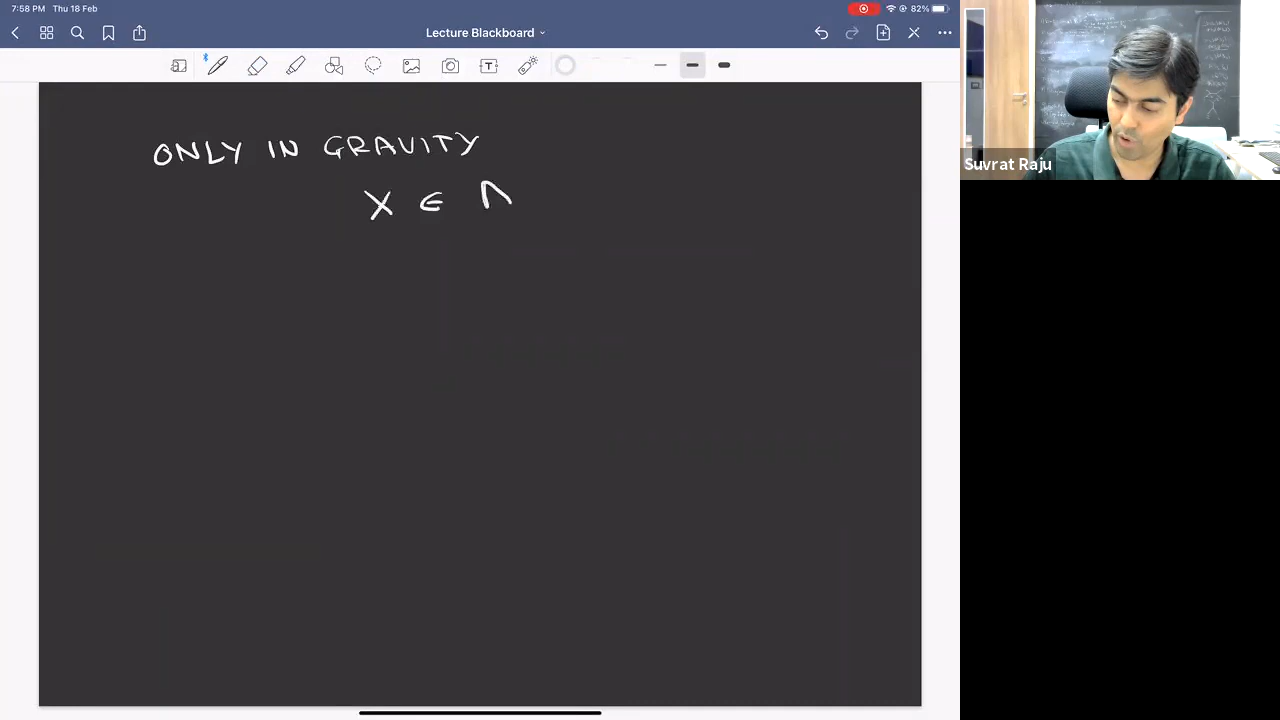 7:58 PM Thu 18 Feb 82%
Lecture Blackboard
T
ONLY IN GRAVITY
X ∈
Suvrat Raju